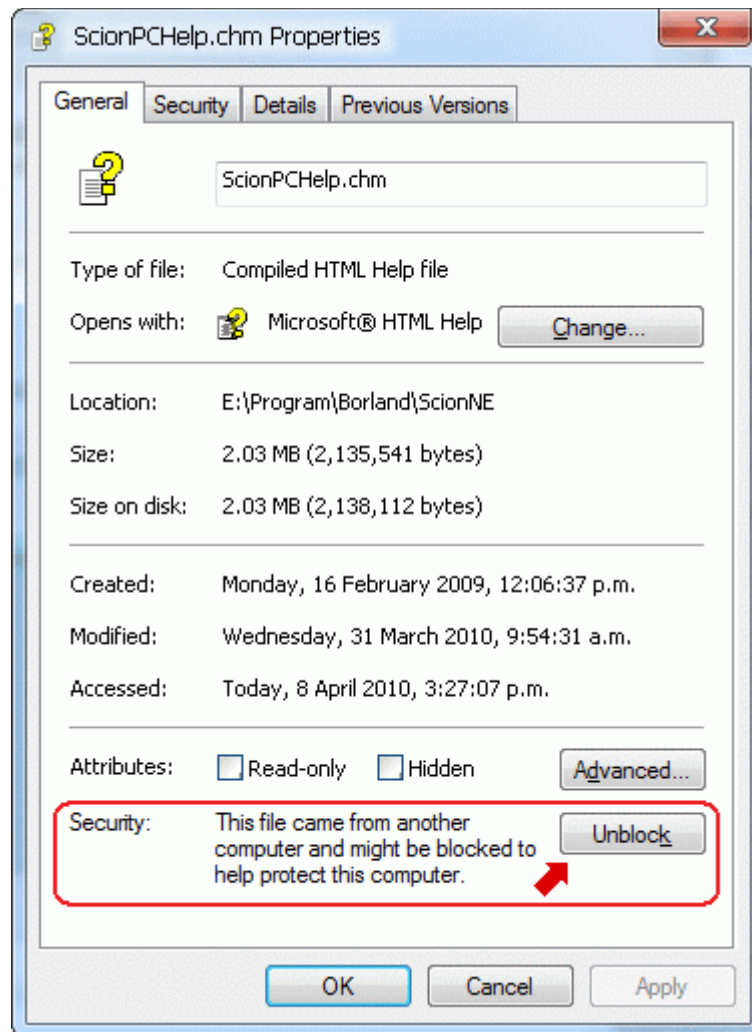 ScionPCHelp.chm Properties
General Security Details Previous Versions
ScionPCHelp.chm
Type of file: Compiled HTML Help file
Opens with: Microsoft® HTML Help Change...
Location: E:\Program\Borland\ScionNE
Size: 2.03 MB (2,135,541 bytes)
Size on disk: 2.03 MB (2,138,112 bytes)
Created: Monday, 16 February 2009, 12:06:37 p.m.
Modified: Wednesday, 31 March 2010, 9:54:31 a.m.
Accessed: Today, 8 April 2010, 3:27:07 p.m.
Attributes: Read-only Hidden Advanced...
Security: This file came from another
computer and might be blocked to
help protect this computer.
Unblock
OK Cancel Apply